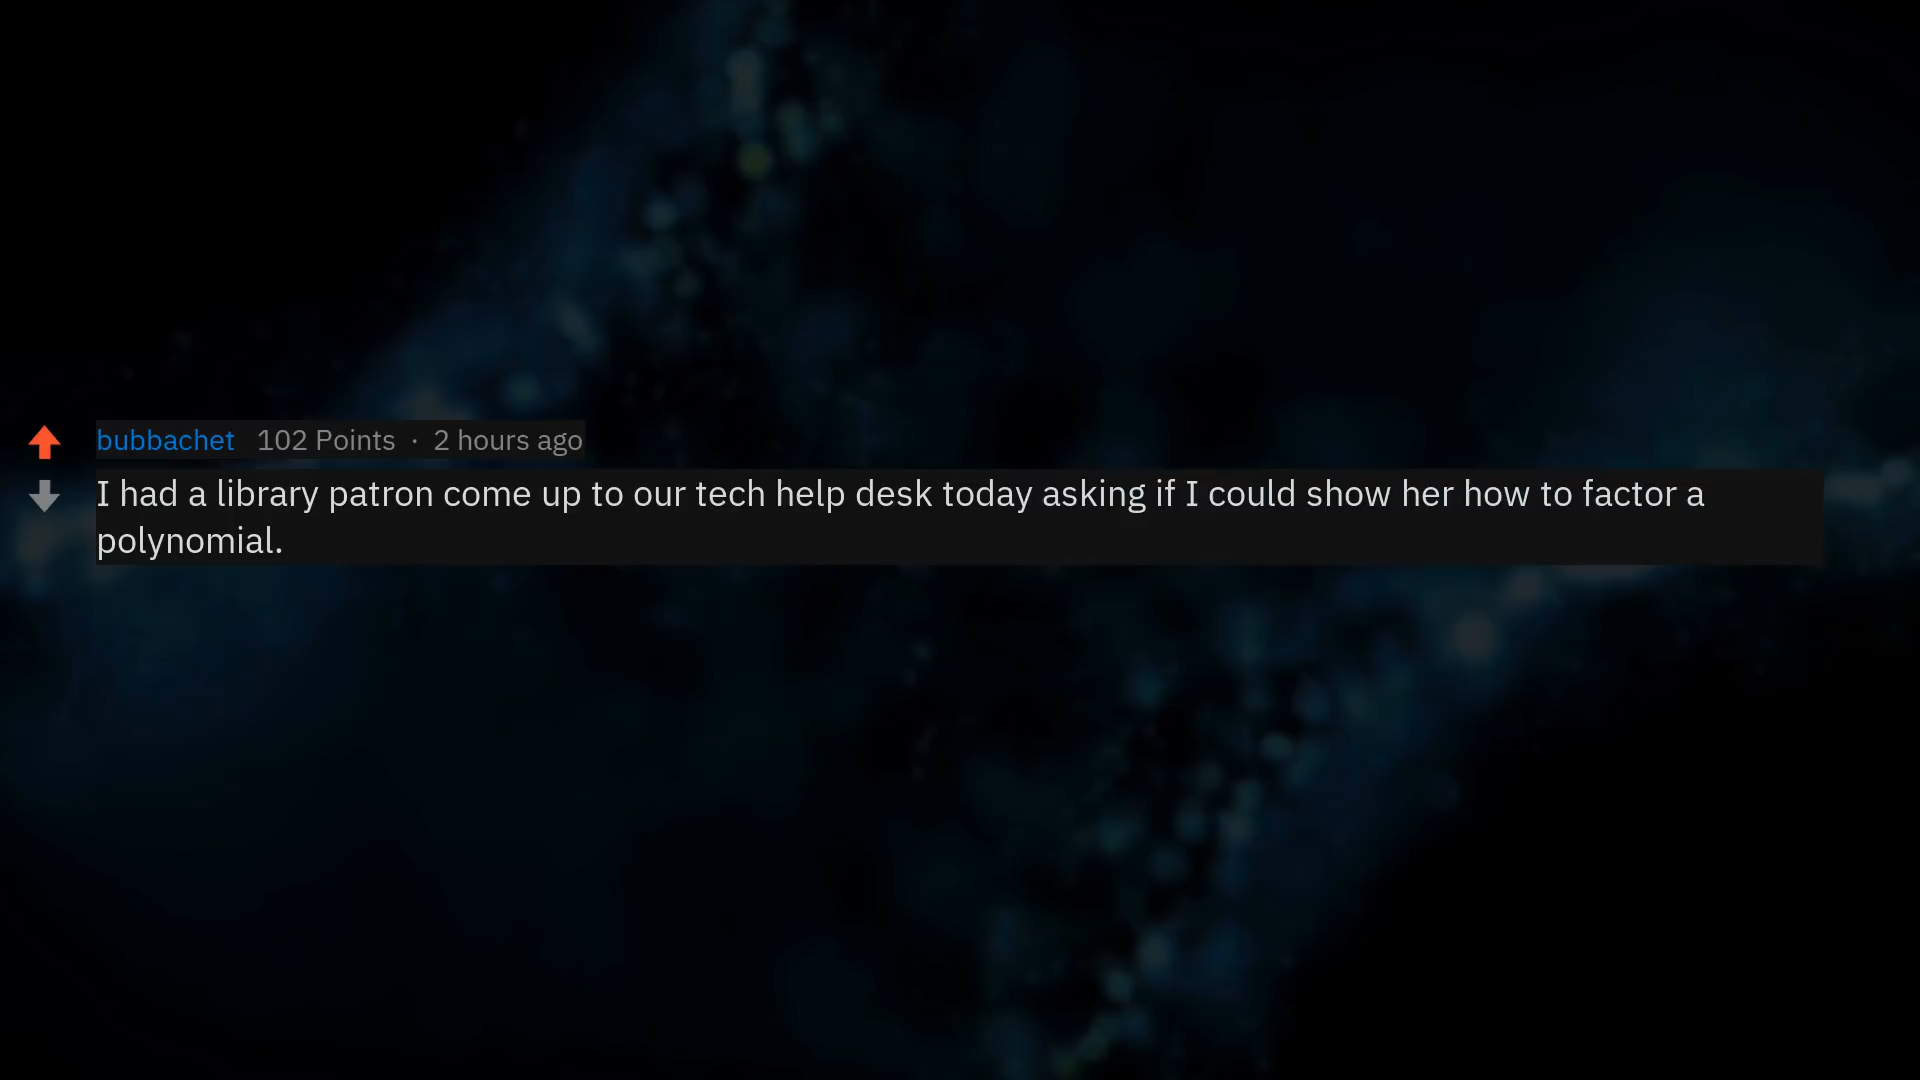 bubbachet 102 Points · 2 hours ago
I had a library patron come up to our tech help desk today asking if I could show her how to factor a
polynomial.